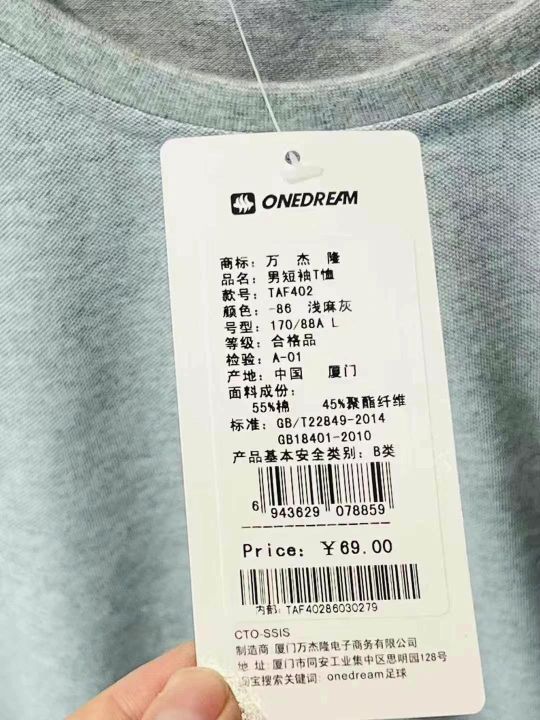 ONEDREAM
商标：万 杰 隆
品名：男短袖T恤
款号：TAF402
颜色：-86 浅麻灰
号型：170/88A L
等级：合格品
检验：A-01
产地：中国 厦门
面料成份：
55%棉 45%聚酯纤维
标准：GB/T22849-2014
GB18401-2010
产品基本安全类别：B类
6 943629 078859
Price： ￥69.00
内部：TAF40286030279
CTO-SSIS
制造商 厦门万杰隆电子商务有限公司
地 址：厦门市同安工业集中区思明园128号
淘宝搜索关键词：onedream足球